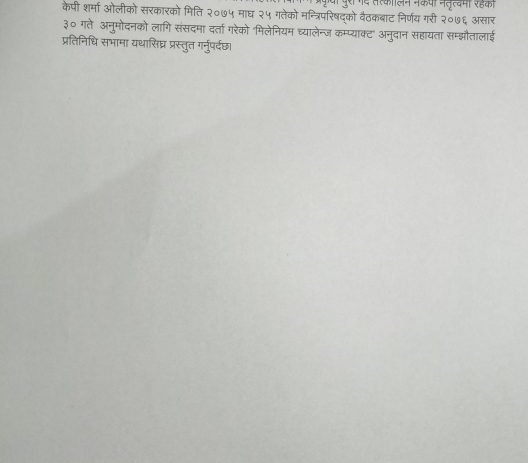 पुरा गर्दै तत्कालिन नेकपा नेतृत्वमा रहेको
केपी शर्मा ओलीको सरकारको मिति २०७५ माघ २५ गतेको मन्त्रिपरिषद्को वैठकबाट निर्णय गरी २०७६ असार
३० गते अनुमोदनको लागि संसदमा दर्ता गरेको 'मिलेनियम च्यालेन्ज कम्प्याक्ट' अनुदान सहायता सम्झौतालाई
प्रतिनिधि सभामा यथासिघ्र प्रस्तुत गर्नुपर्दछ।